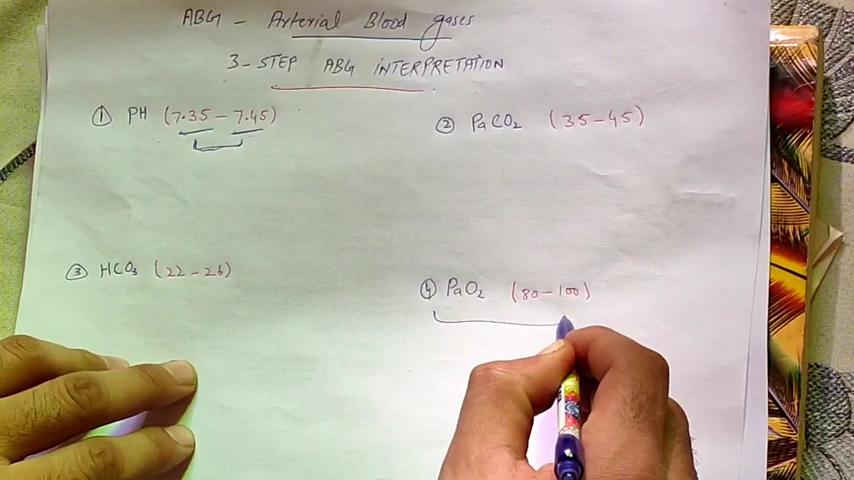 ABG - Arterial Blood gases
3-STEP ABG INTERPRETATION
① PH (7.35 - 7.45)
② PaCO₂ (35-45)
③ HCO₃ (22-26)
④ PaO₂ (80-100)